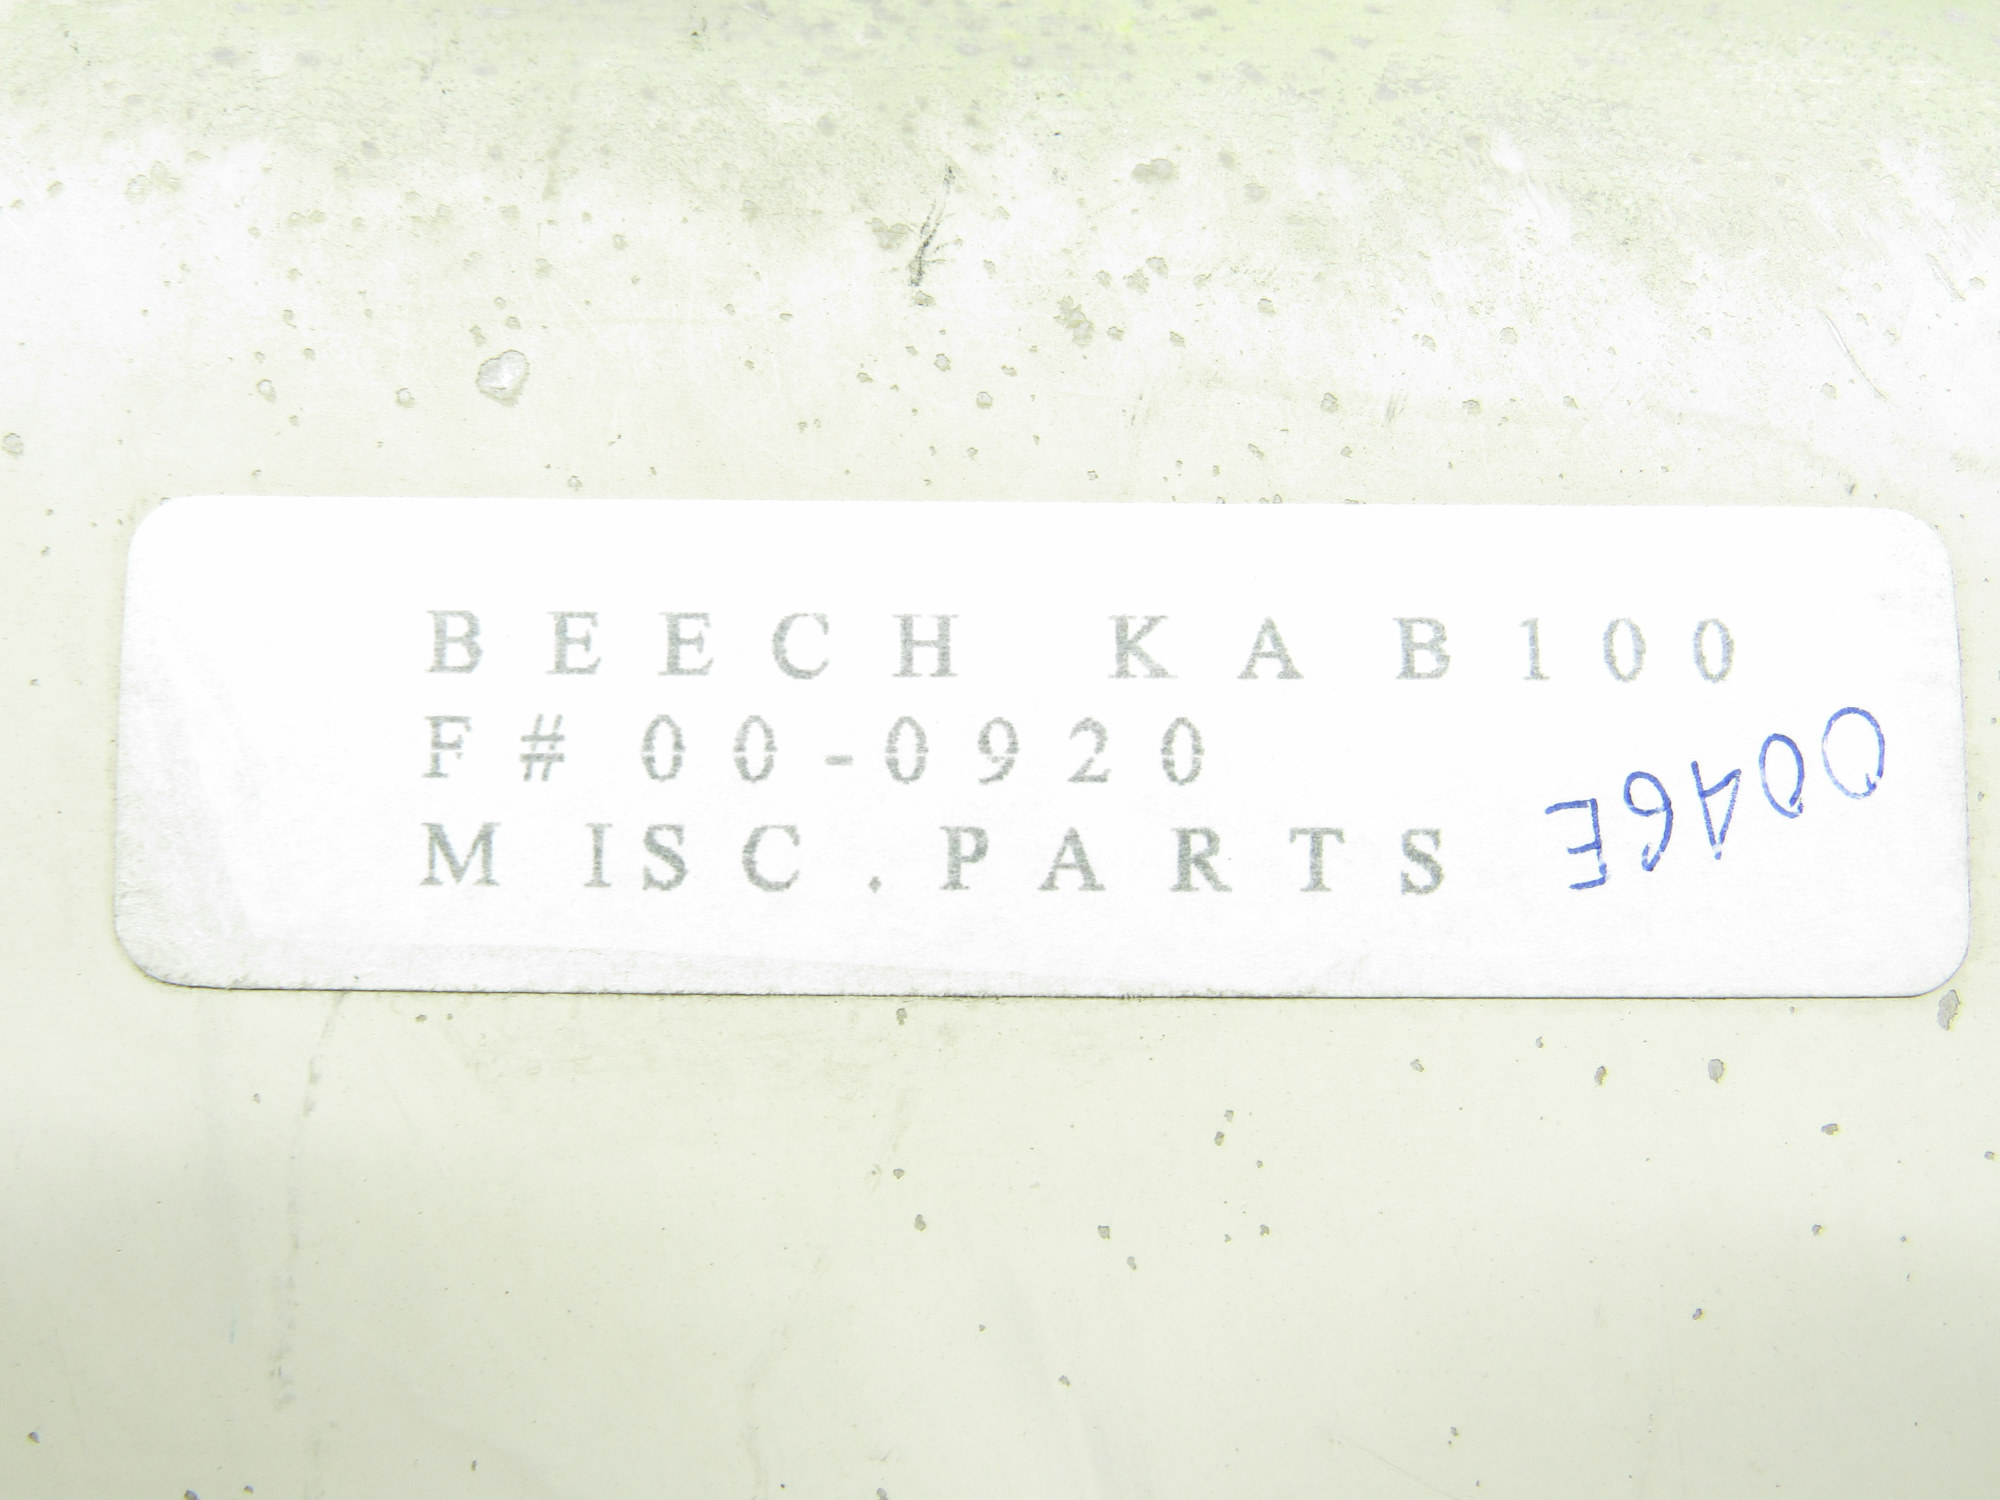 BEECH KAB100
F# 00-0920
MISC.PARTS
0046E